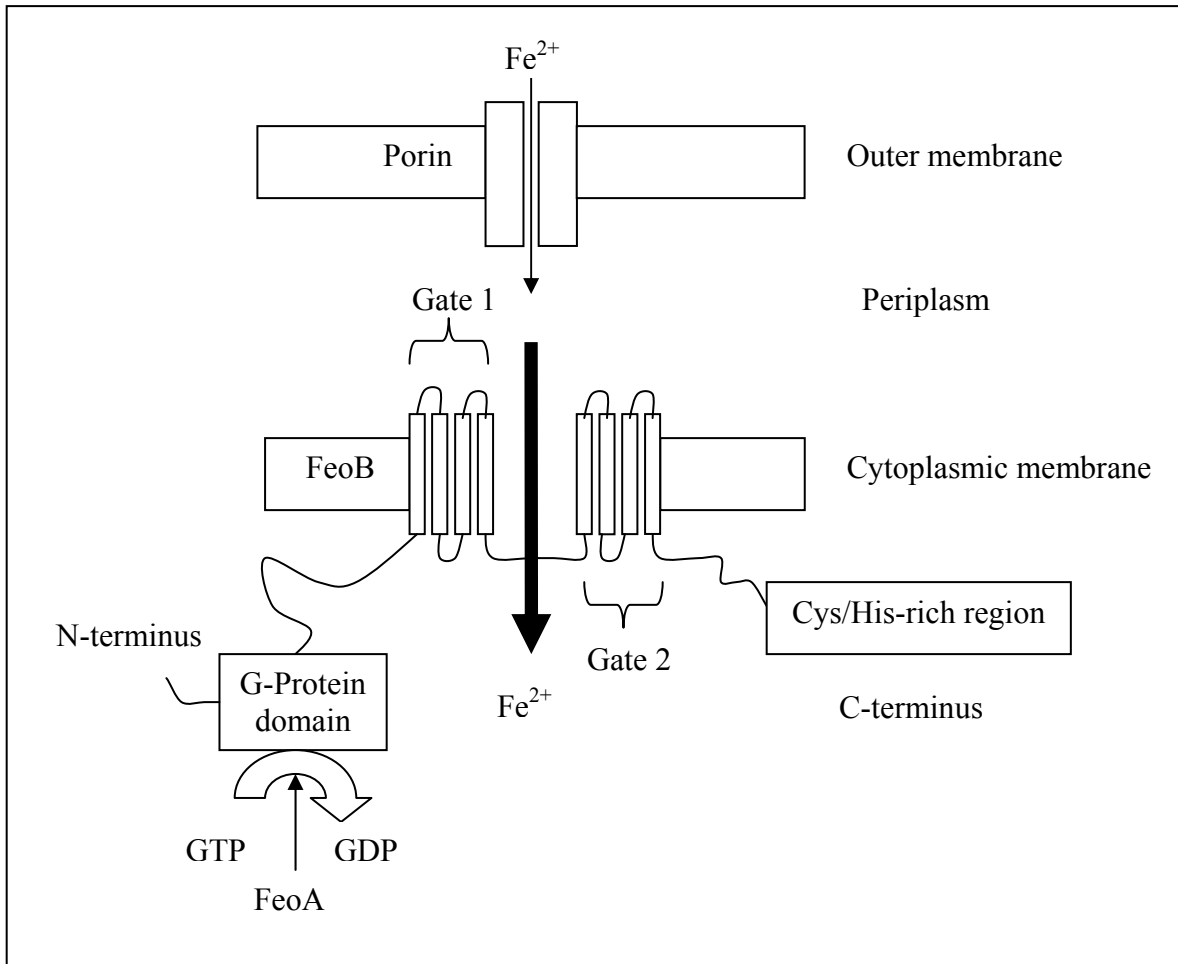 Fe²⁺
Porin
Outer membrane
Periplasm
Gate 1
FeoB
Cytoplasmic membrane
Cys/His-rich region
N-terminus
Gate 2
G-Protein
domain
Fe²⁺
C-terminus
GTP
GDP
FeoA